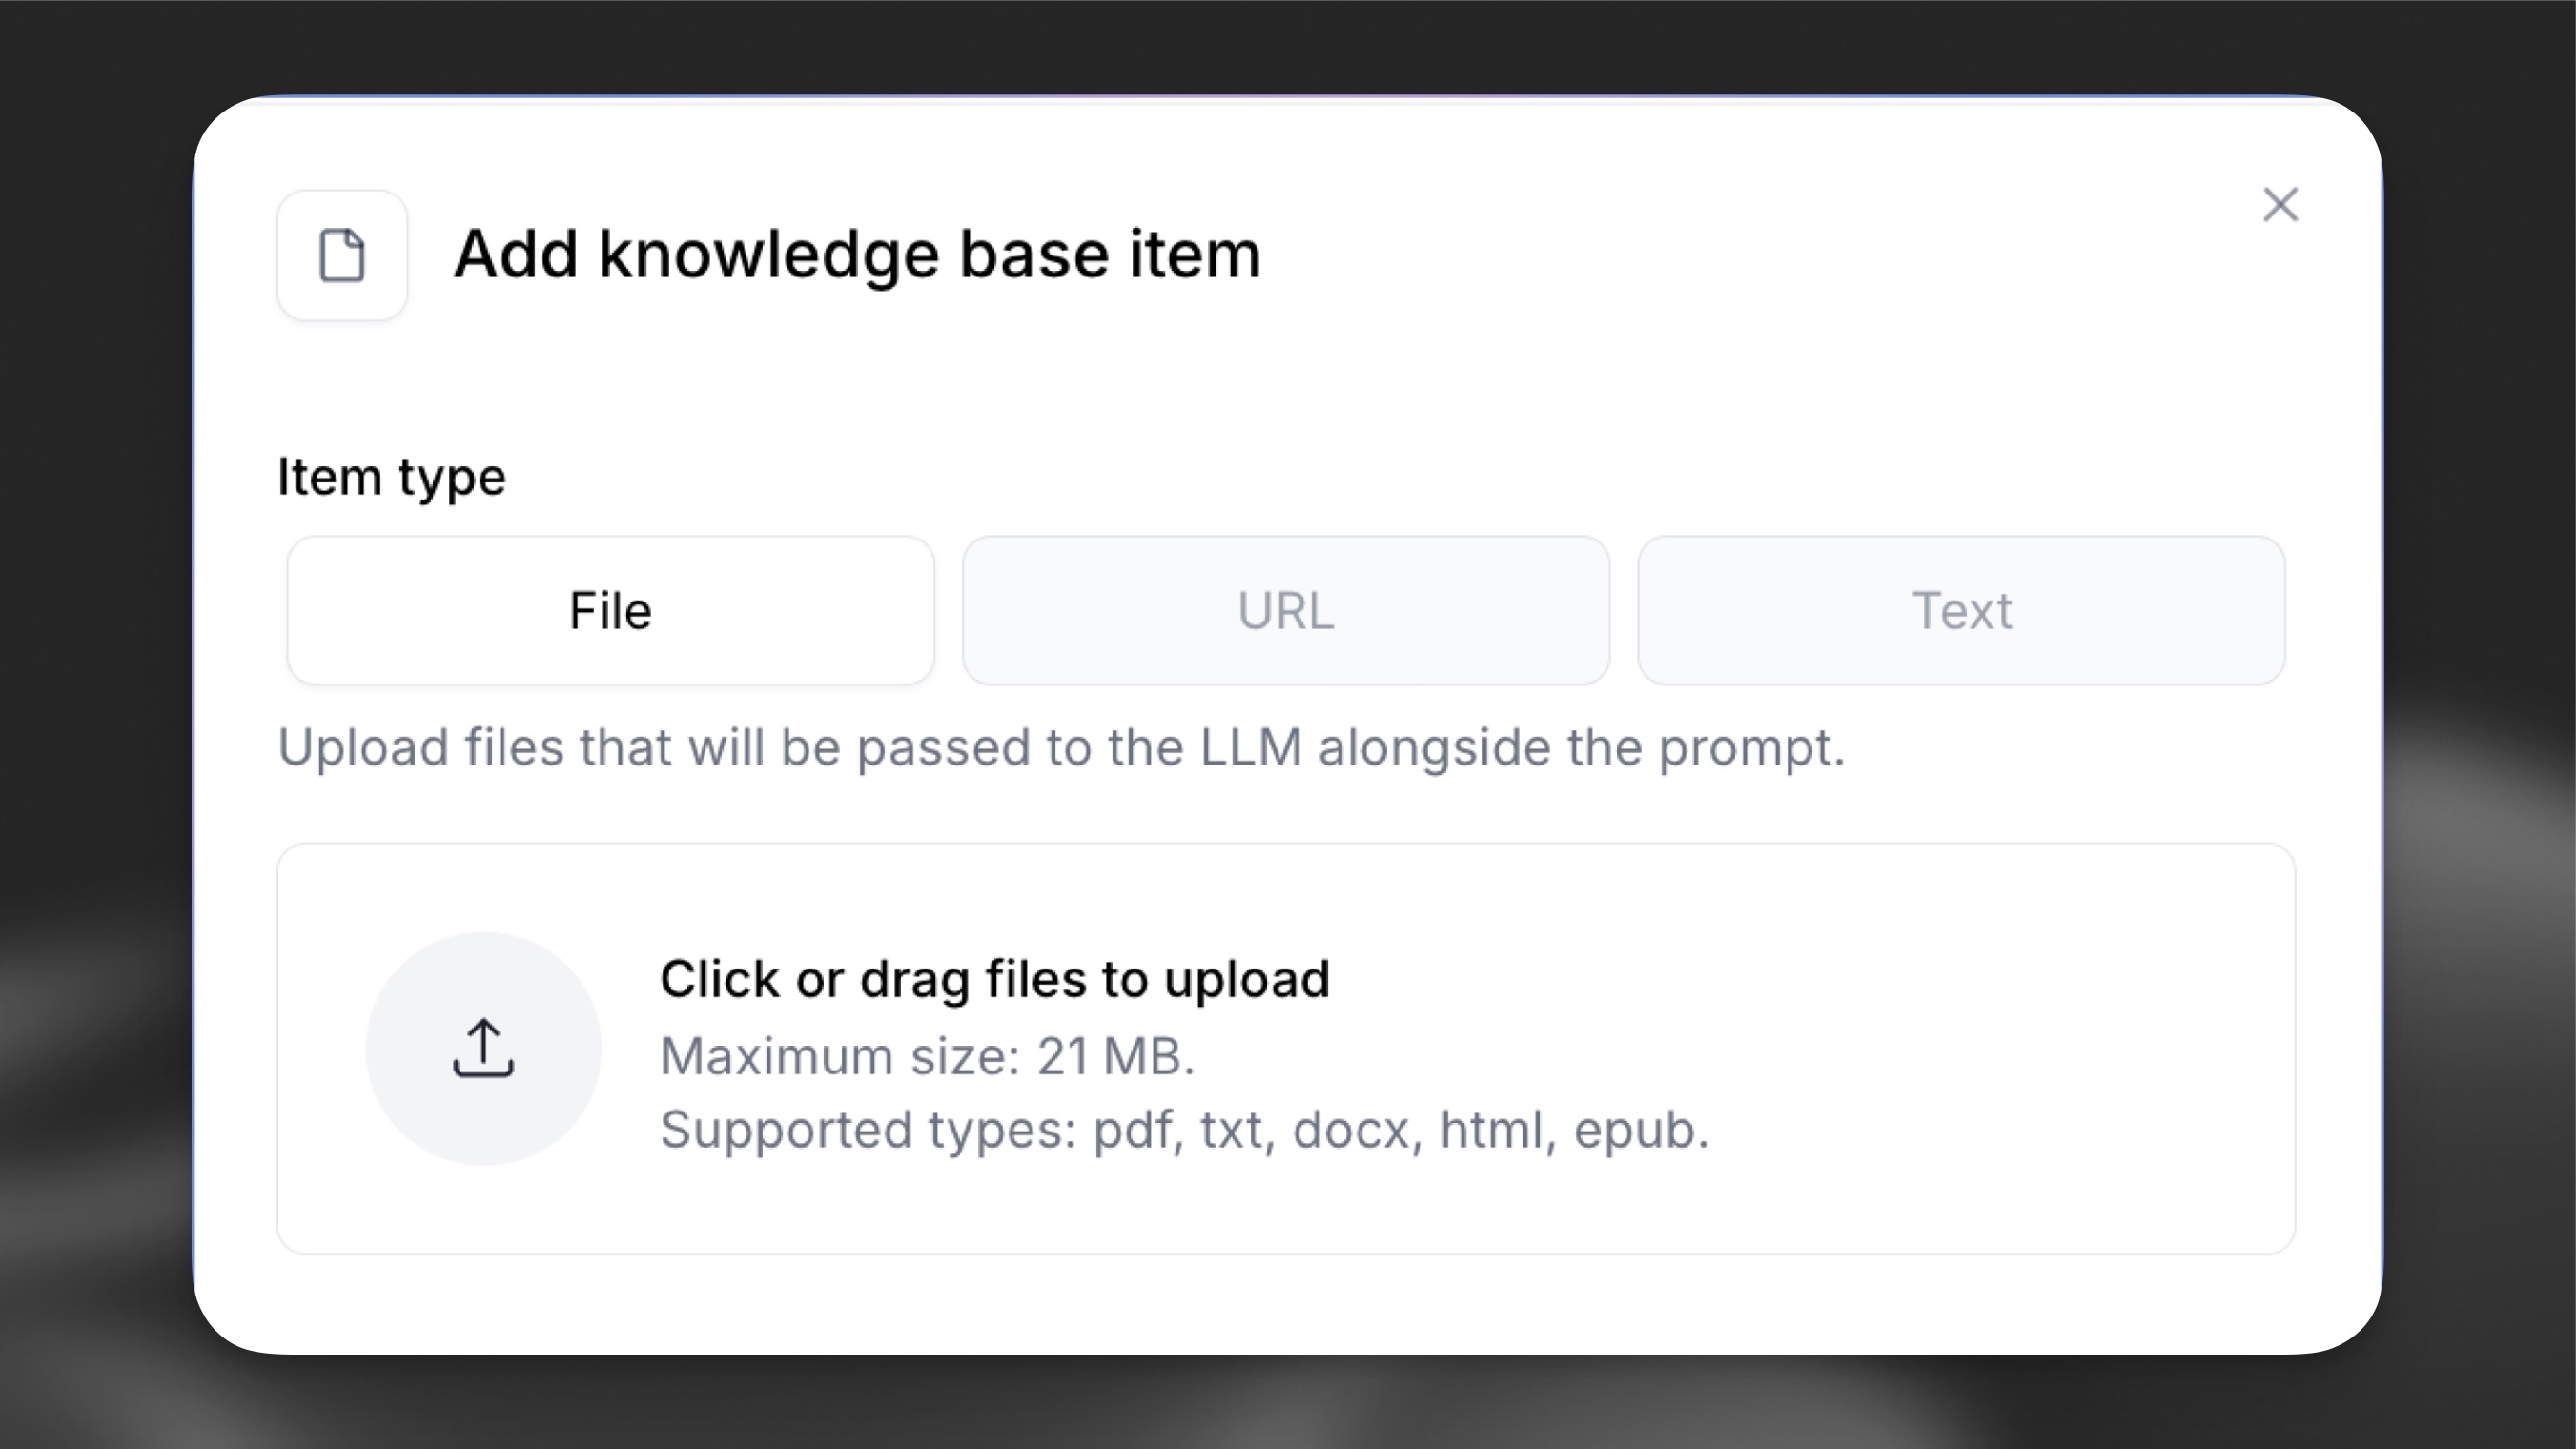 Add knowledge base item
Item type
File
URL
Text
Upload files that will be passed to the LLM alongside the prompt.
Click or drag files to upload
Maximum size: 21 MB.
Supported types: pdf, txt, docx, html, epub.